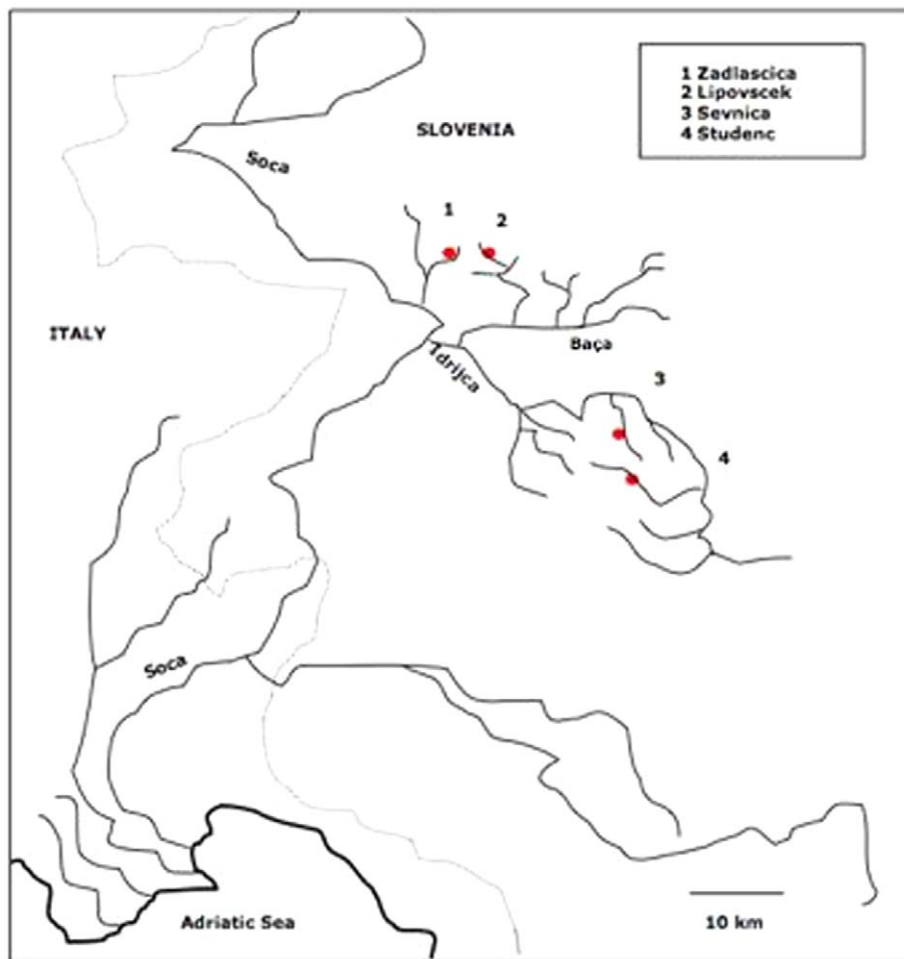 1 Zadlascica
2 Lipovscek
3 Sevnica
4 Studenc
SLOVENIA
Soca
1
2
ITALY
Baça
Idrijca
3
4
Soca
10 km
Adriatic Sea